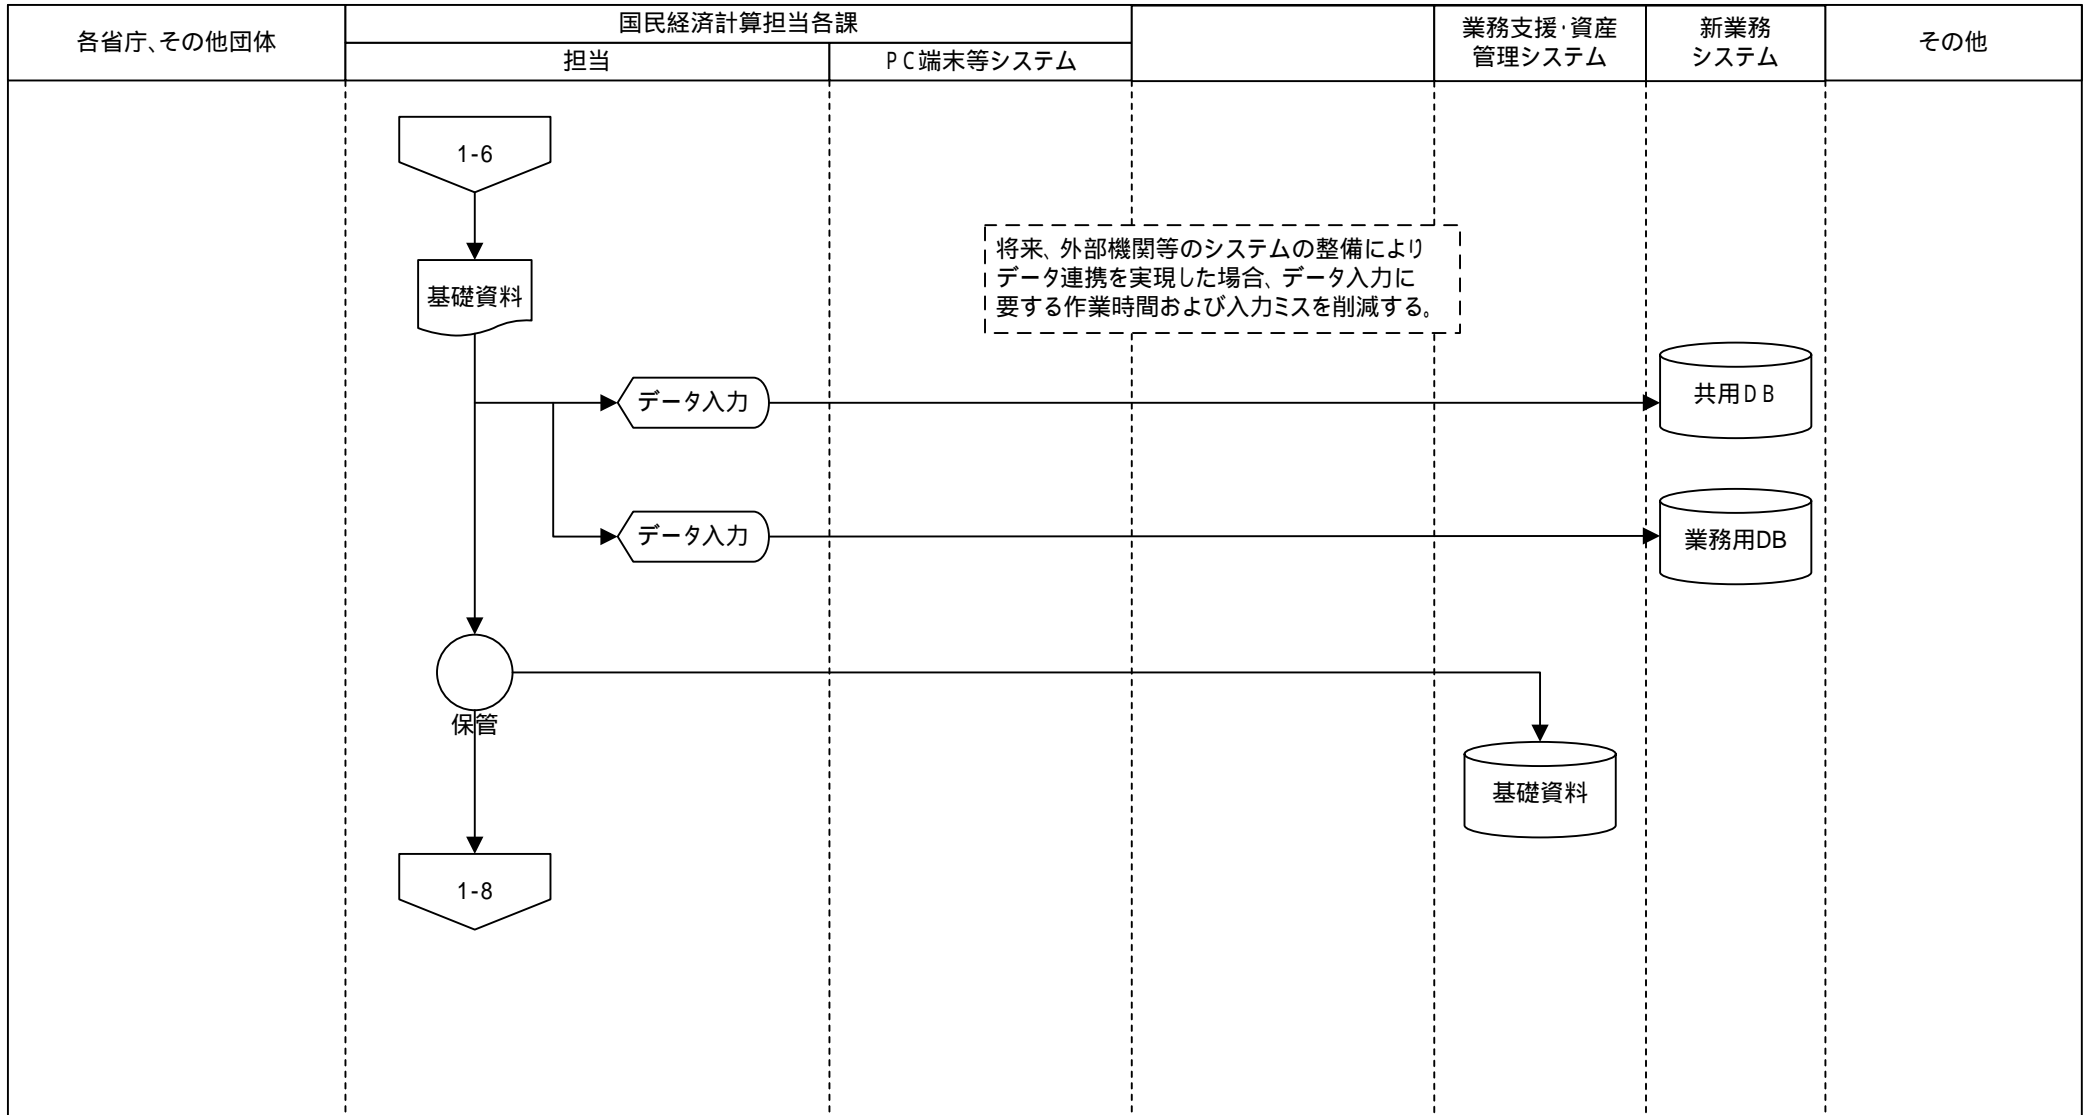 各省庁、その他団体
国民経済計算担当各課
担当
PC端末等システム
業務支援・資産
管理システム
新業務
システム
その他
1-6
基礎資料
将来、外部機関等のシステムの整備により
データ連携を実現した場合、データ入力に
要する作業時間および入力ミスを削減する。
データ入力
共用DB
データ入力
業務用DB
保管
基礎資料
1-8